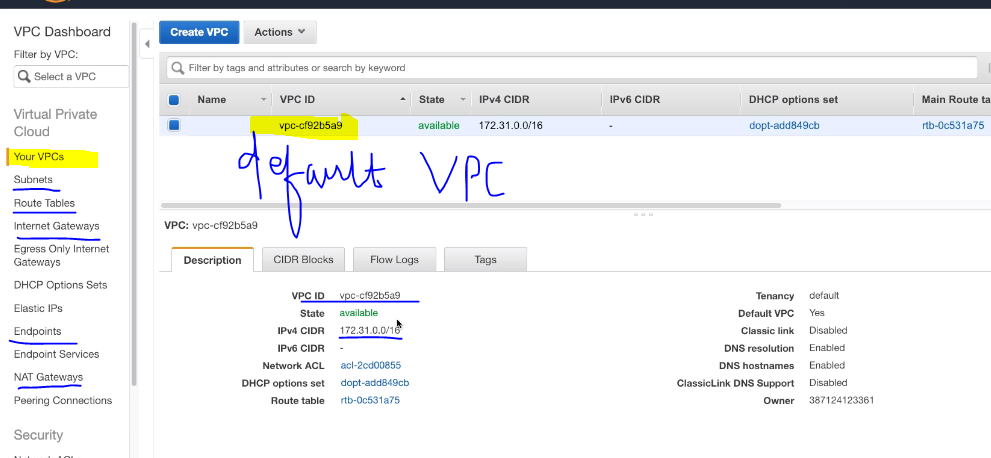 VPC Dashboard
Filter by VPC:
Select a VPC
Virtual Private
Cloud
Your VPCs
Subnets
Route Tables
Internet Gateways
Egress Only Internet
Gateways
DHCP Options Sets
Elastic IPs
Endpoints
Endpoint Services
NAT Gateways
Peering Connections
Security
Create VPC Actions
Filter by tags and attributes or search by keyword
Name VPC ID State IPv4 CIDR IPv6 CIDR DHCP options set Main Route ta
vpc-cf92b5a9 available 172.31.0.0/16 - dopt-add849cb rtb-0c531a75
default VPC
VPC: vpc-cf92b5a9
Description CIDR Blocks Flow Logs Tags
VPC ID vpc-cf92b5a9 Tenancy default
State available Default VPC Yes
IPv4 CIDR 172.31.0.0/16 Classic link Disabled
IPv6 CIDR - DNS resolution Enabled
Network ACL acl-2cd00855 DNS hostnames Enabled
DHCP options set dopt-add849cb ClassicLink DNS Support Disabled
Route table rtb-0c531a75 Owner 387124123361